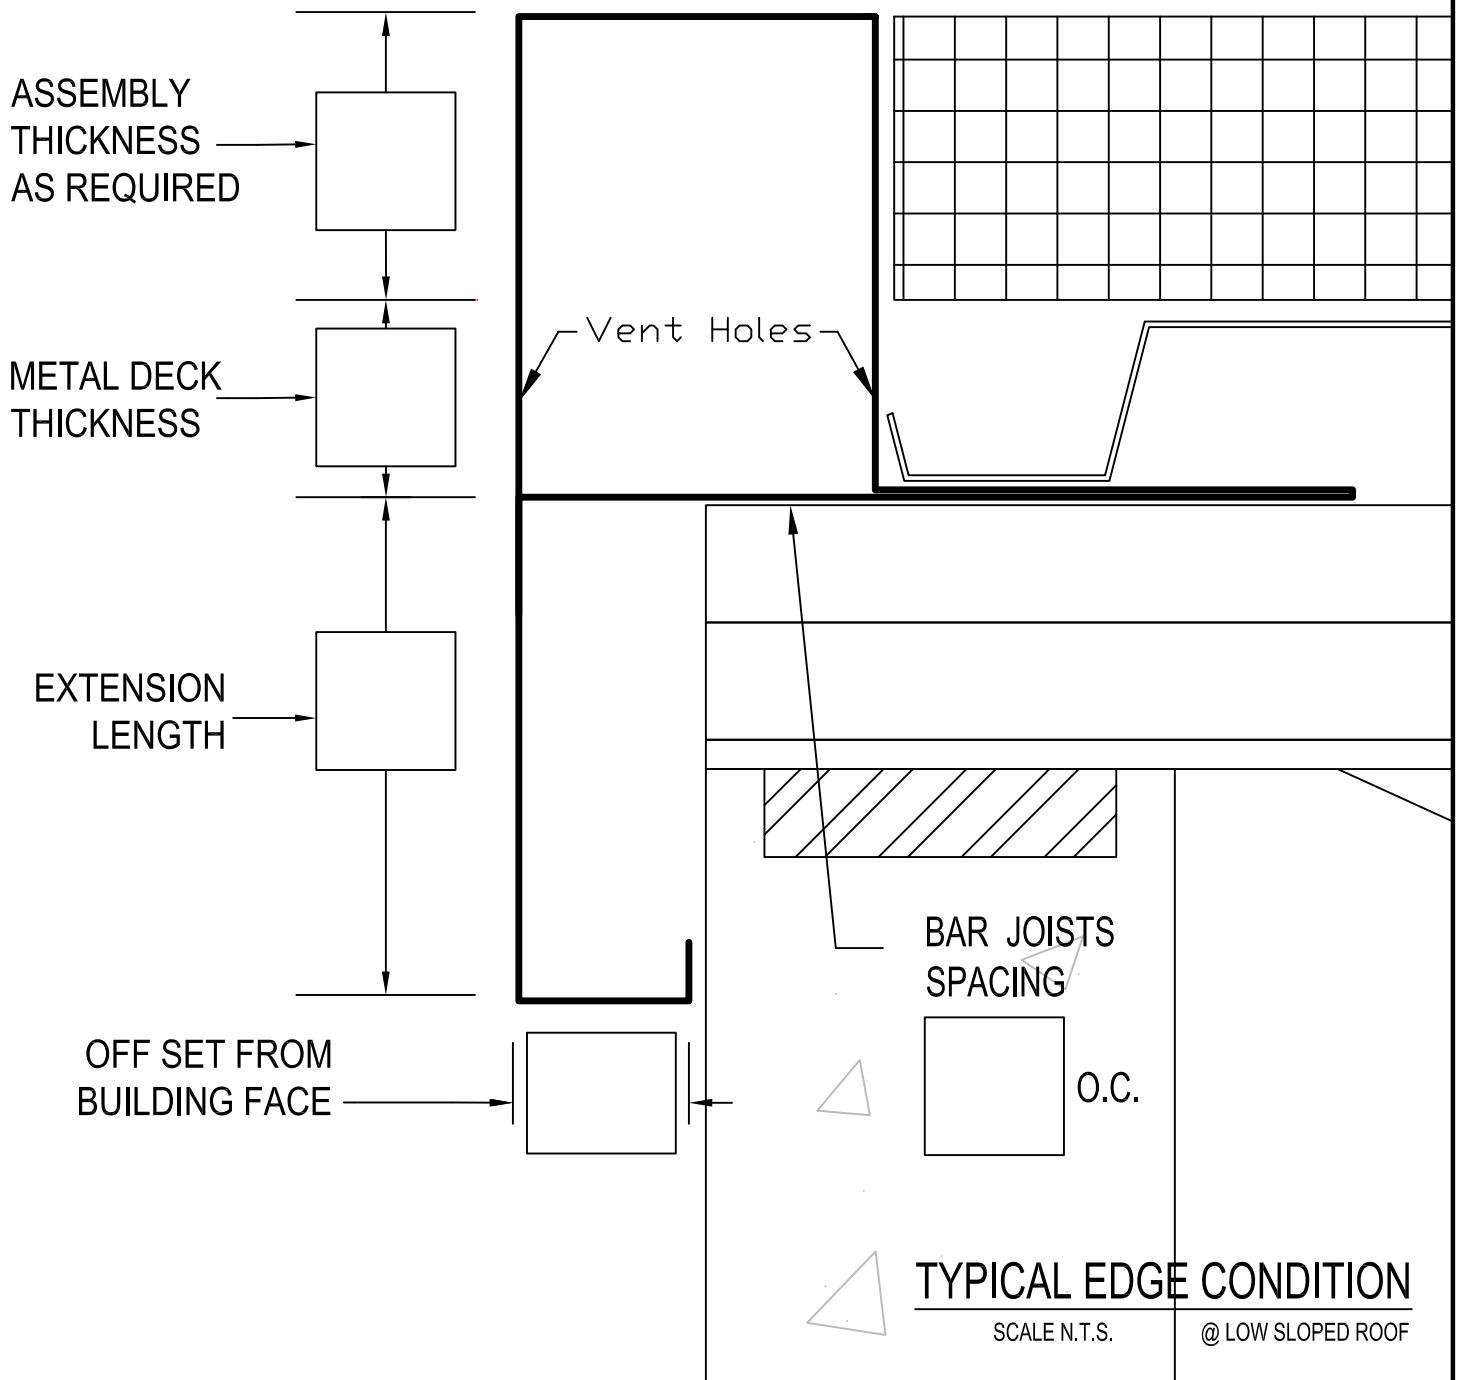 ASSEMBLY
THICKNESS
AS REQUIRED
Vent Holes
METAL DECK
THICKNESS
EXTENSION
LENGTH
BAR JOISTS
SPACING
OFF SET FROM
BUILDING FACE
O.C.
TYPICAL EDGE CONDITION
SCALE N.T.S.
@ LOW SLOPED ROOF